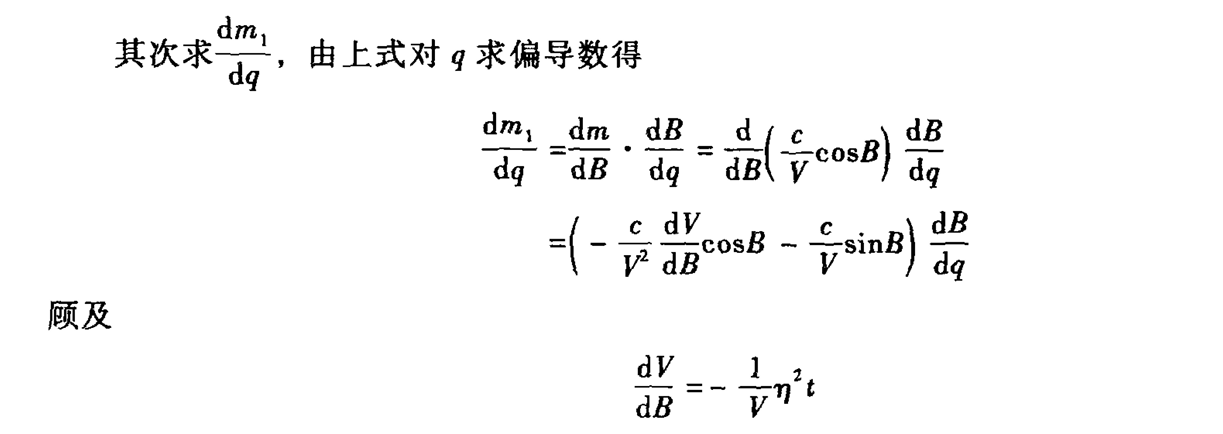 其次求\frac{dm_1}{dq}，由上式对 q 求偏导数得
\frac{dm_1}{dq}=\frac{dm}{dB}\cdot\frac{dB}{dq}=\frac{d}{dB}\left(\frac{c}{V}\cos B\right)\frac{dB}{dq}
=\left(-\frac{c}{V^2}\frac{dV}{dB}\cos B-\frac{c}{V}\sin B\right)\frac{dB}{dq}
顾及
\frac{dV}{dB}=-\frac{1}{V}\eta^2 t